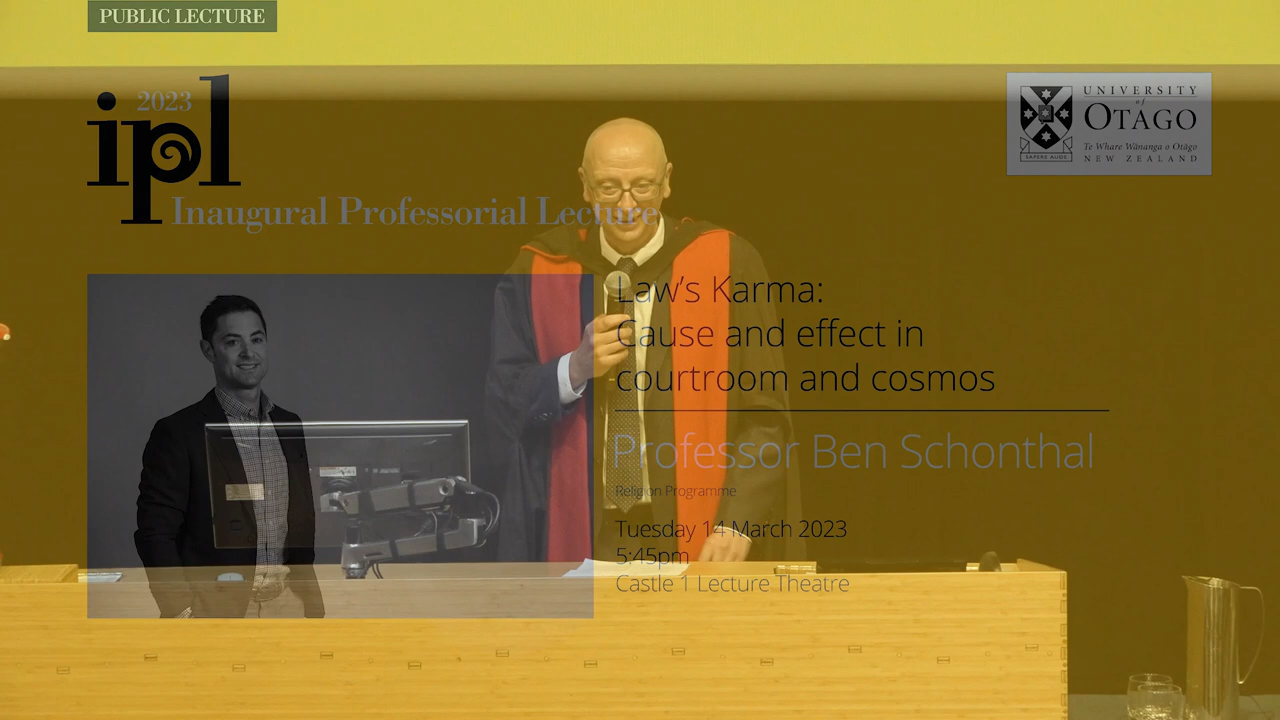 PUBLIC LECTURE
2023
ipl
Inaugural Professorial Lecture
UNIVERSITY
of
OTAGO
Te Whare Wānanga o Otāgo
NEW ZEALAND
SAPERE AUDE
Law's Karma:
Cause and effect in
courtroom and cosmos
Professor Ben Schonthal
Religion Programme
Tuesday 14 March 2023
5:45pm
Castle 1 Lecture Theatre